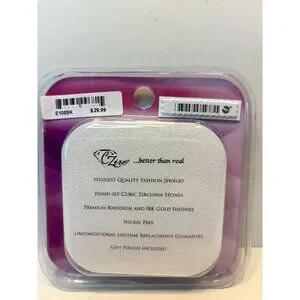 E108SK
$29.99
CZire ...better than real
Highest Quality Fashion Jewelry
Hand-set Cubic Zirconia Stones
Premium Rhodium and 18K Gold Finishes
Nickel Free
Unconditional Lifetime Replacement Guarantee
Gift Pouch Included